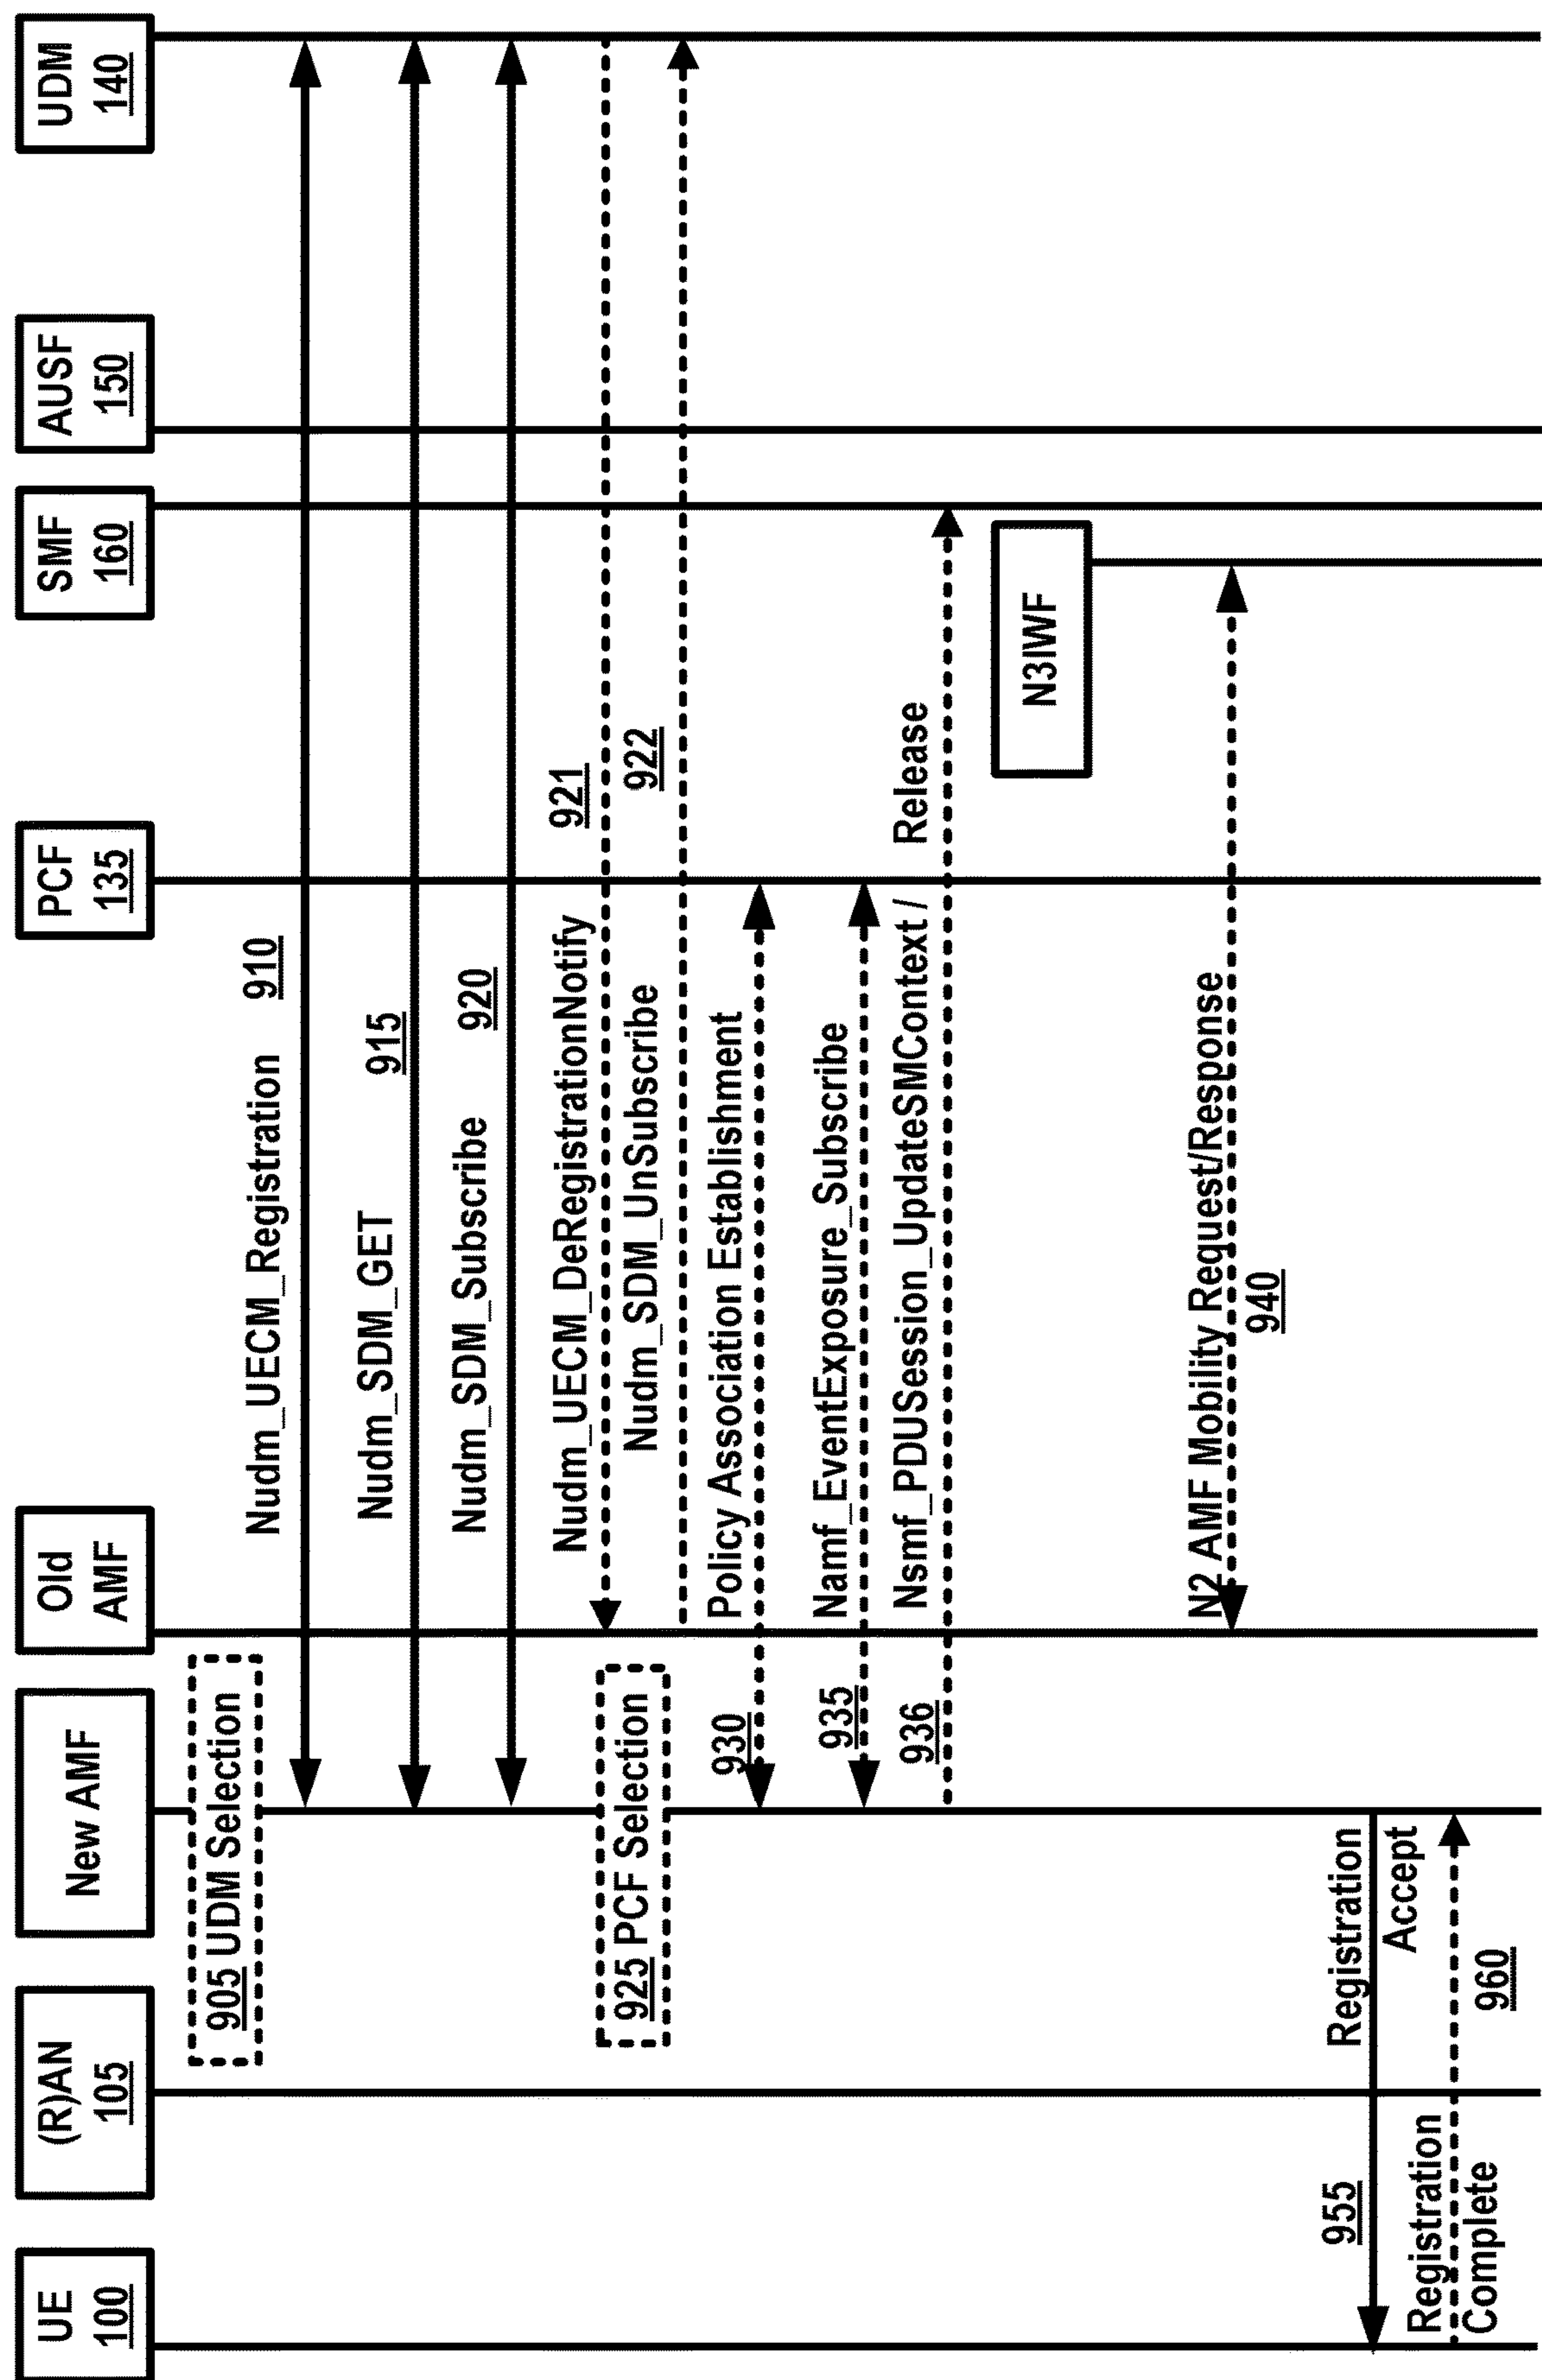 UE
100
(R)AN
105
New AMF
Old
AMF
PCF
135
SMF
160
AUSF
150
UDM
140
905 UDM Selection
Nudm_UECM_Registration 910
Nudm_SDM_GET 915
Nudm_SDM_Subscribe 920
Nudm_UECM_DeRegistrationNotify 921
925 PCF Selection
Nudm_SDM_UnSubscribe 922
930 Policy Association Establishment
935 Namf_EventExposure_Subscribe
936 Nsmf_PDUSession_UpdateSMContext / Release
N3IWF
N2 AMF Mobility Request/Response
940
955 Registration
Accept
Registration
Complete
960